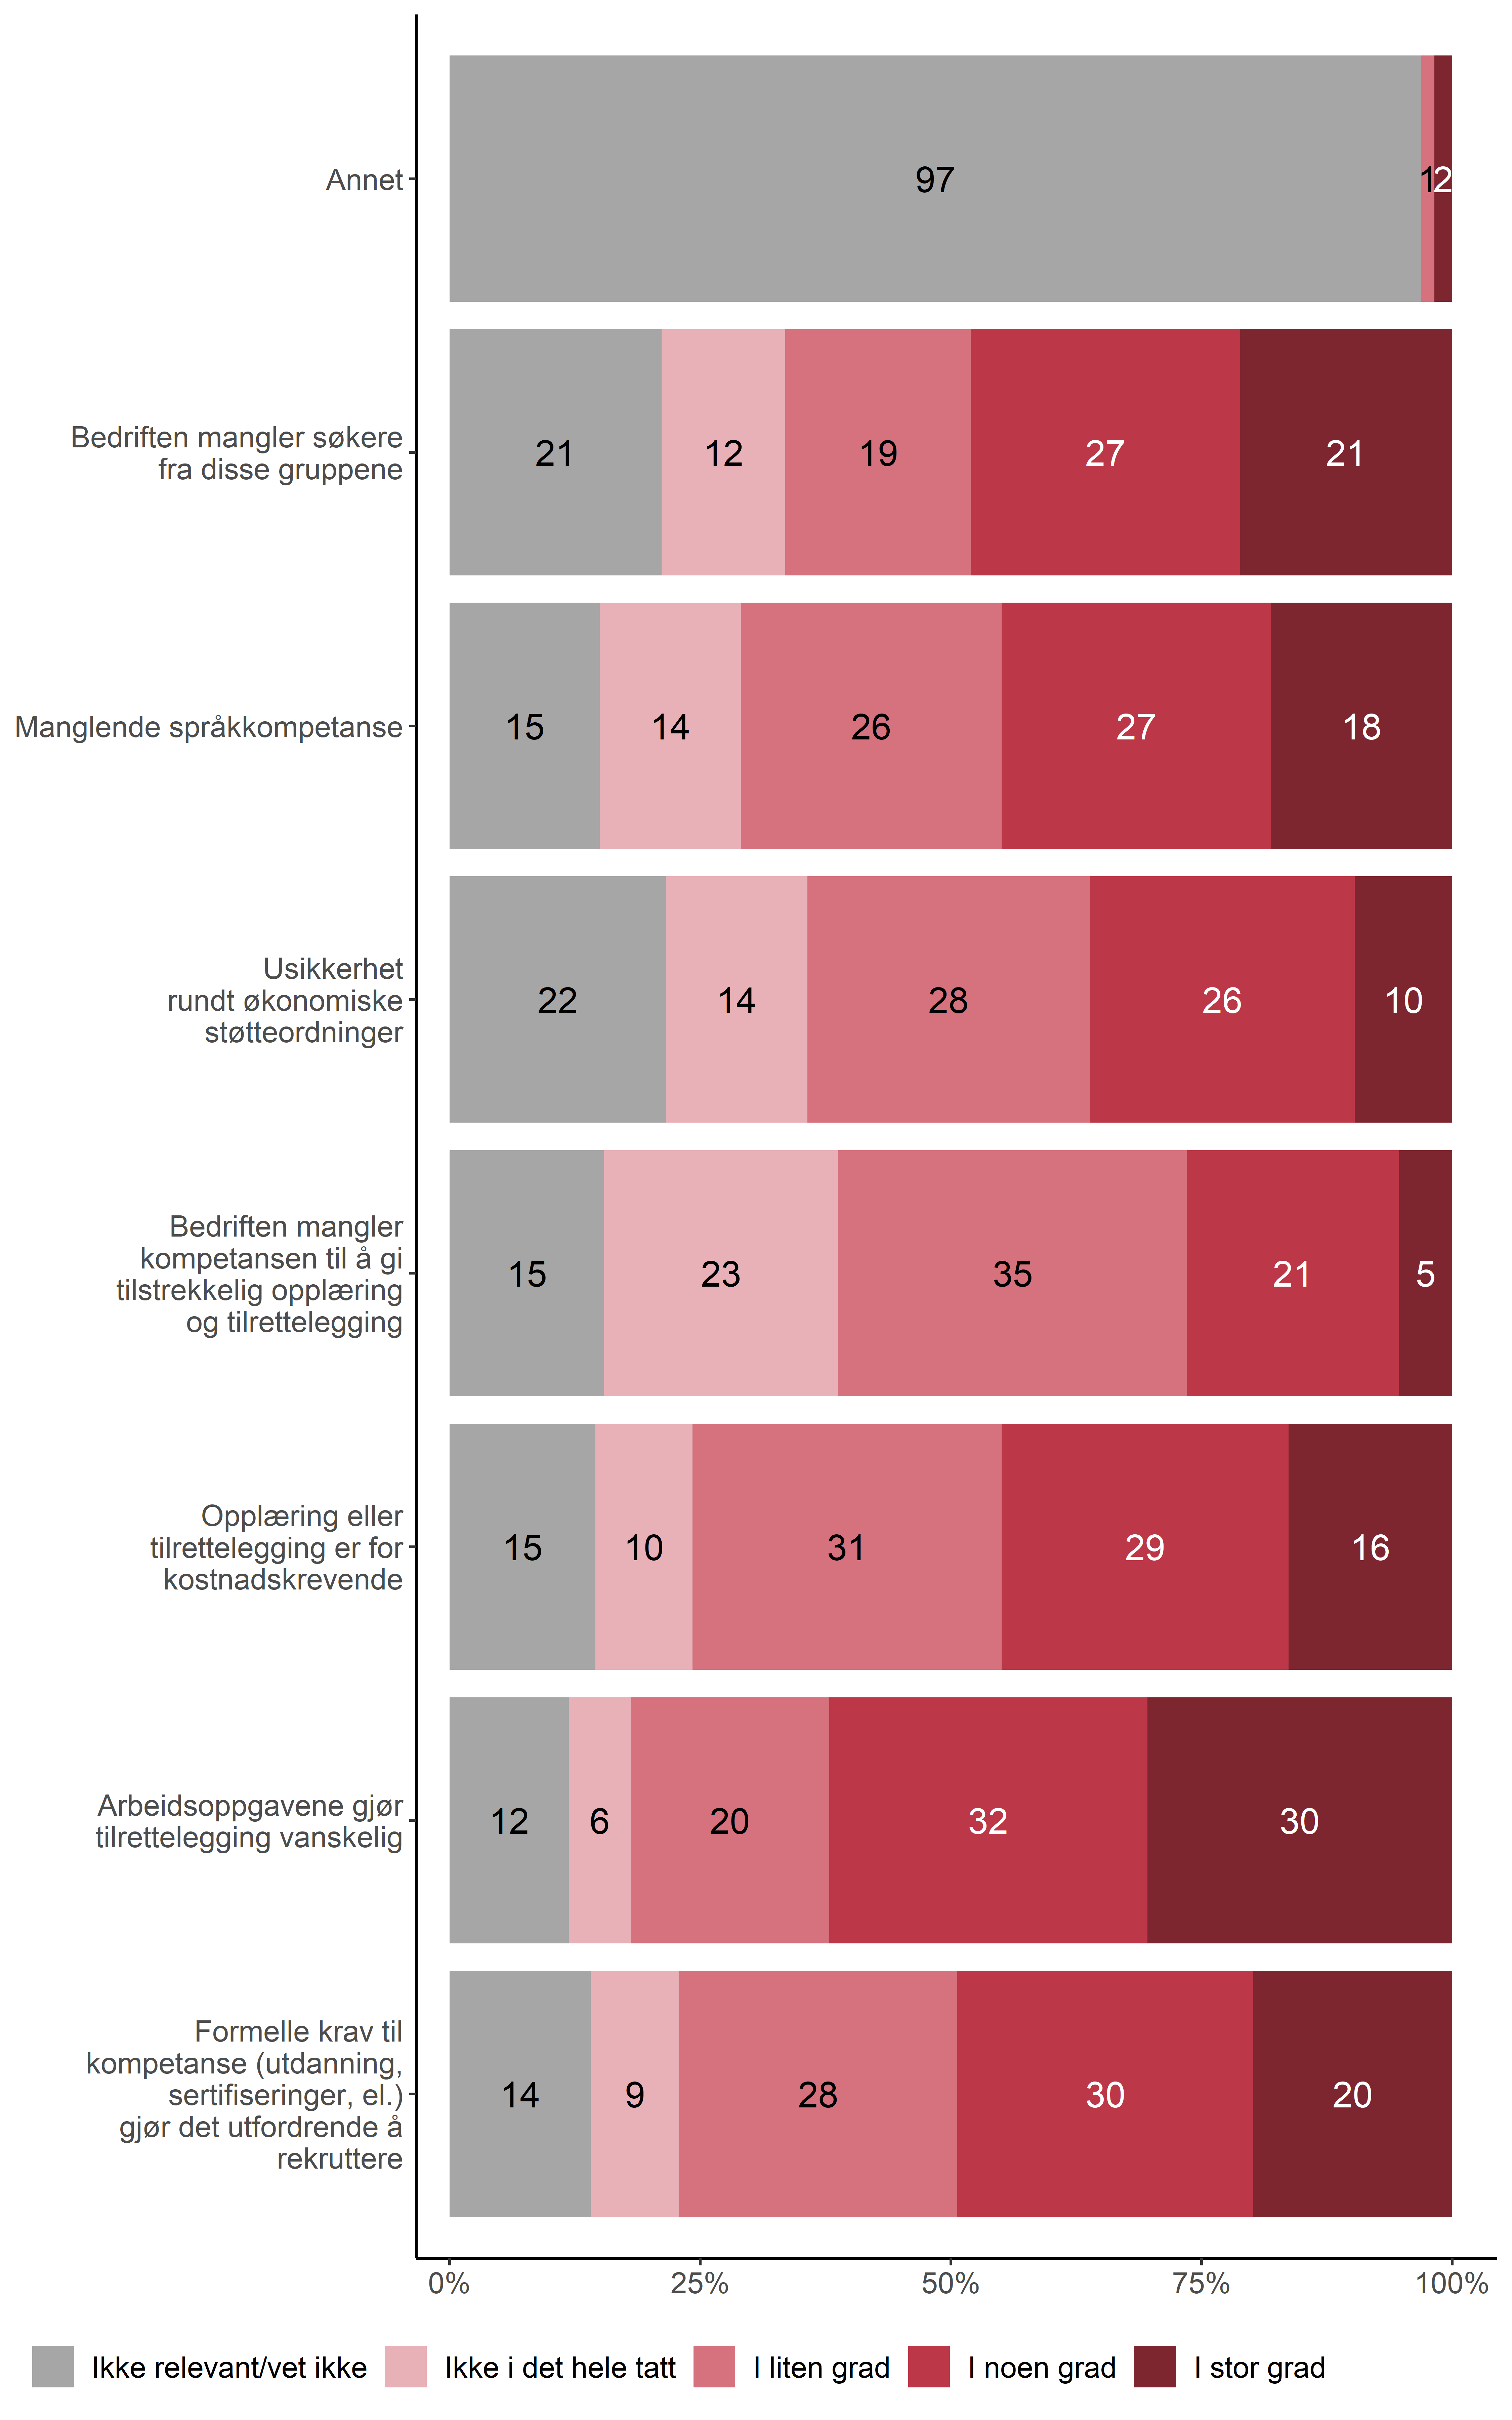 Annet
97
1
2
Bedriften mangler søkere
fra disse gruppene
21
12
19
27
21
Manglende språkkompetanse
15
14
26
27
18
Usikkerhet
rundt økonomiske
støtteordninger
22
14
28
26
10
Bedriften mangler
kompetansen til å gi
tilstrekkelig opplæring
og tilrettelegging
15
23
35
21
5
Opplæring eller
tilrettelegging er for
kostnadskrevende
15
10
31
29
16
Arbeidsoppgavene gjør
tilrettelegging vanskelig
12
6
20
32
30
Formelle krav til
kompetanse (utdanning,
sertifiseringer, el.)
gjør det utfordrende å
rekruttere
14
9
28
30
20
0% 25% 50% 75% 100%
Ikke relevant/vet ikke Ikke i det hele tatt I liten grad I noen grad I stor grad